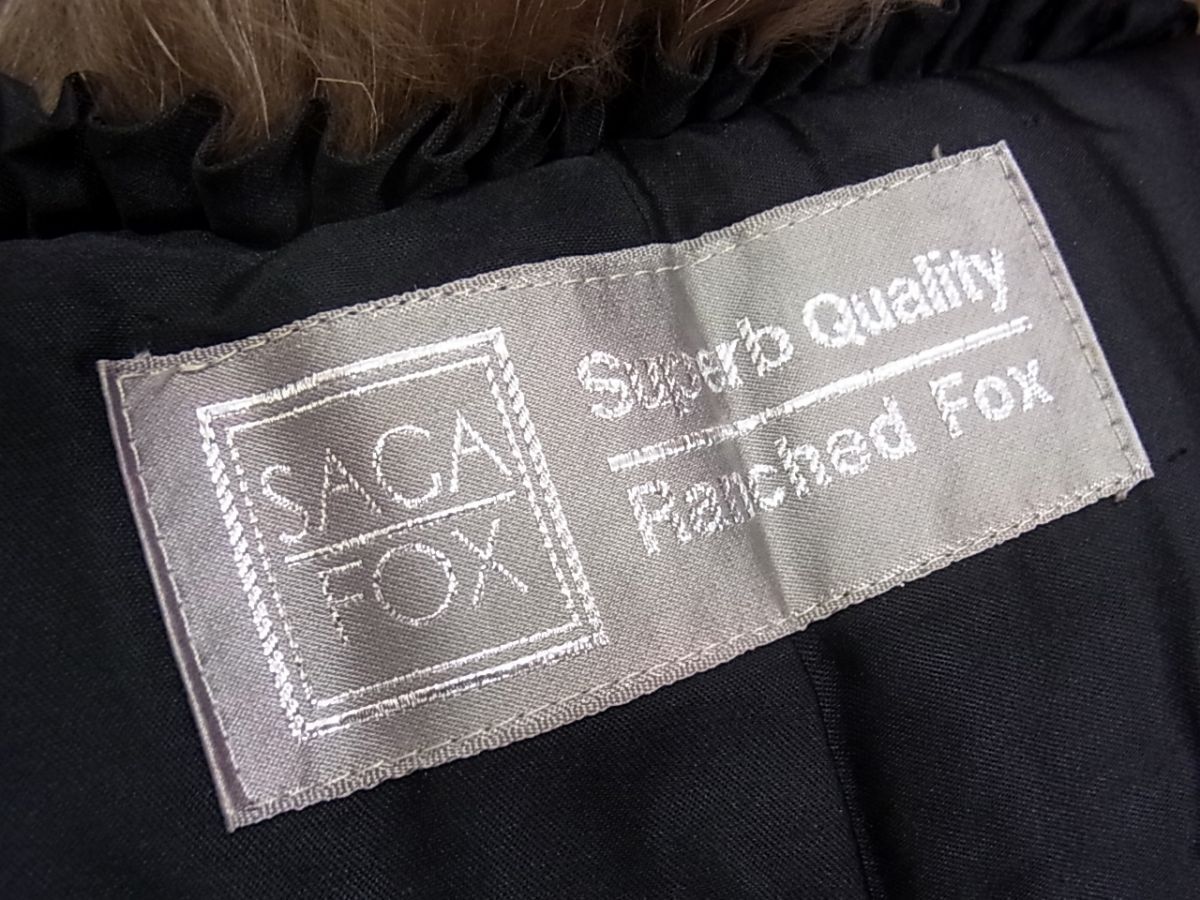 SAGA
FOX
Superb Quality
Ranched Fox